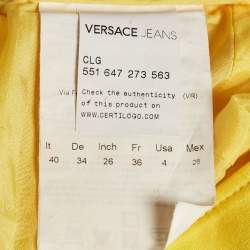 VERSACE JEANS
CLG
551 647 273 563
Check the authenticity
of this product on
WWW.CERTILOGO.COM
Via (VR)
It De inch Fr Usa Mex
40 34 26 36 4 28